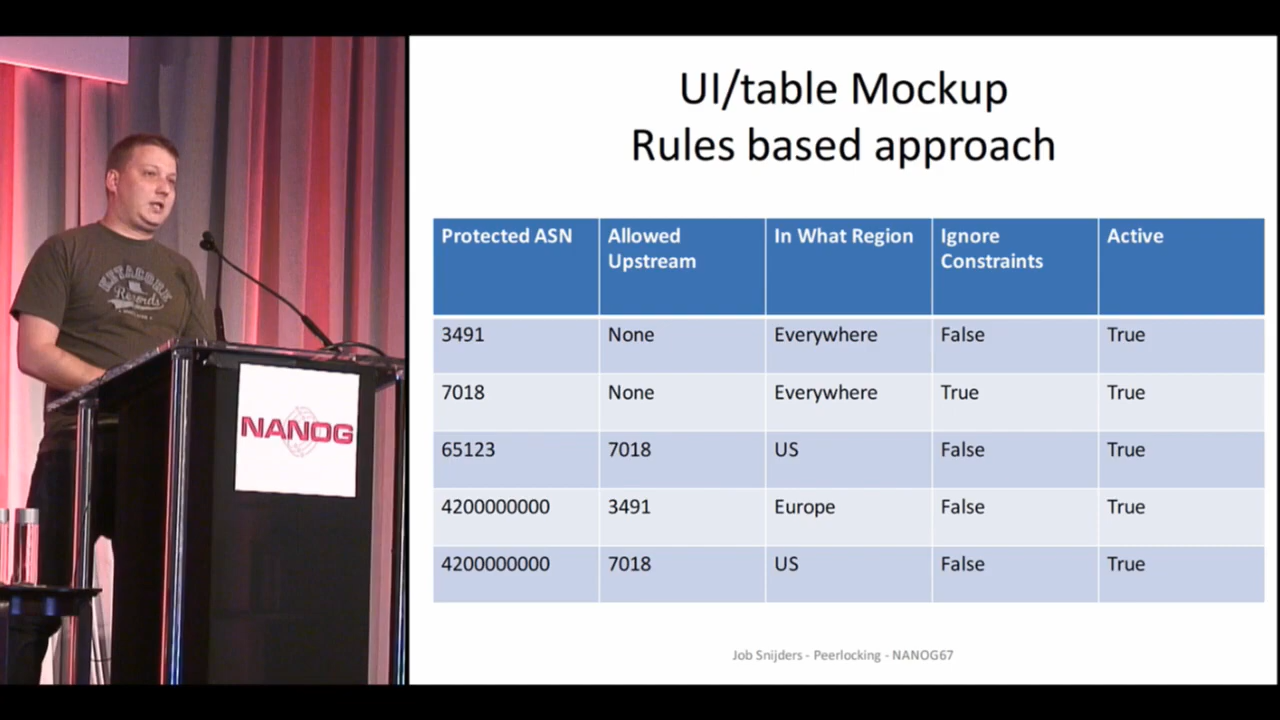 KETACORE
Records
NANOG
UI/table Mockup
Rules based approach
Protected ASN Allowed Upstream In What Region Ignore Constraints Active
3491 None Everywhere False True
7018 None Everywhere True True
65123 7018 US False True
4200000000 3491 Europe False True
4200000000 7018 US False True
Job Snijders - Peerlocking - NANOG67